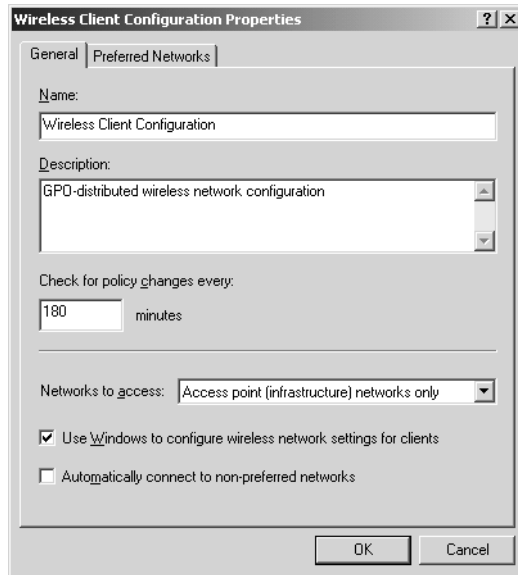 Wireless Client Configuration Properties
General
Preferred Networks
Name:
Wireless Client Configuration
Description:
GPO-distributed wireless network configuration
Check for policy changes every:
180 minutes
Networks to access: Access point (infrastructure) networks only
Use Windows to configure wireless network settings for clients
Automatically connect to non-preferred networks
OK Cancel